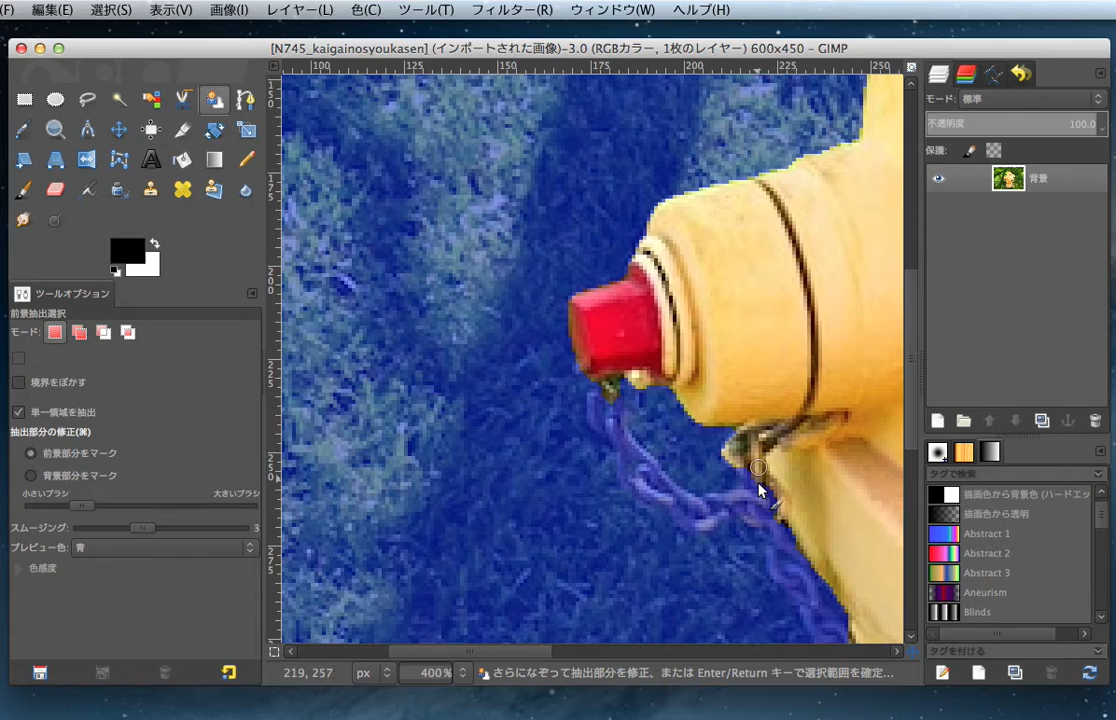 (F) 編集(E) 選択(S) 表示(V) 画像(I) レイヤー(L) 色(C) ツール(T) フィルター(R) ウィンドウ(W) ヘルプ(H)
[N745_kaigainosyoukasen] (インポートされた画像)-3.0 (RGBカラー, 1枚のレイヤー) 600x450 – GIMP
100 125 150 175 200 225 250
150
175
200
225
250
275
モード: 標準
不透明度 100.0
保護:
背景
ツールオプション
前景抽出選択
モード:
境界をぼかす
単一領域を抽出
抽出部分の修正(⌘)
前景部分をマーク
背景部分をマーク
小さいブラシ 大きいブラシ
スムージング: 3
プレビュー色: 青
色感度
タグで検索
描画色から背景色 (ハードエッ
描画色から透明
Abstract 1
Abstract 2
Abstract 3
Aneurism
Blinds
タグを付ける
219, 257 px 400% さらになぞって抽出部分を修正、または Enter/Return キーで選択範囲を確定...